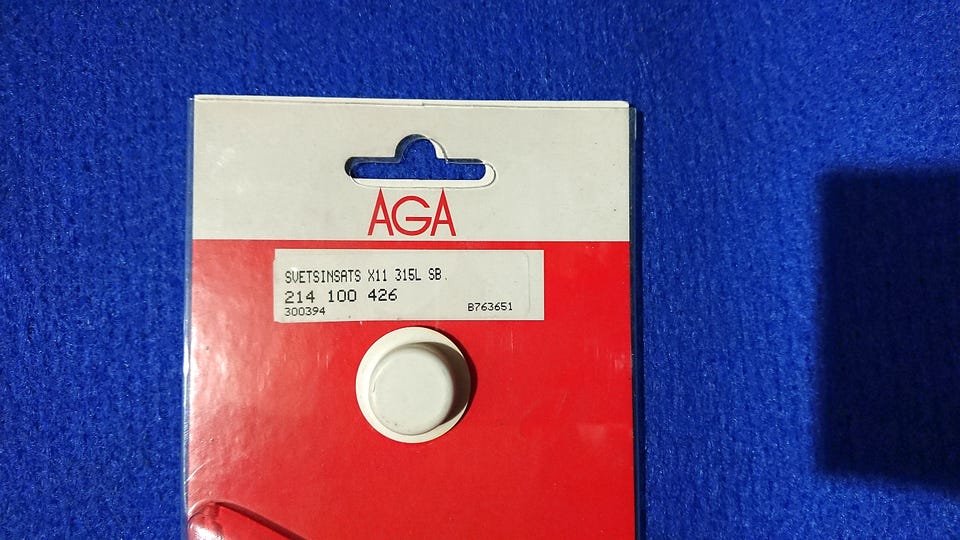 AGA
SVETSINSATS X11 315L SB.
214 100 426
300394 B763651